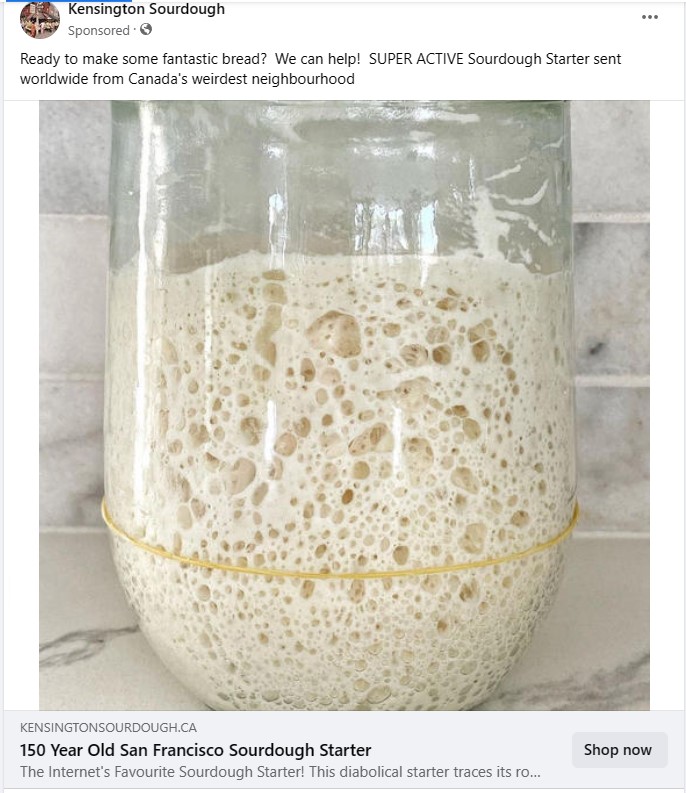 Kensington Sourdough
Sponsored ·
Ready to make some fantastic bread?  We can help!  SUPER ACTIVE Sourdough Starter sent
worldwide from Canada's weirdest neighbourhood
KENSINGTONSOURDOUGH.CA
150 Year Old San Francisco Sourdough Starter
Shop now
The Internet's Favourite Sourdough Starter! This diabolical starter traces its ro...